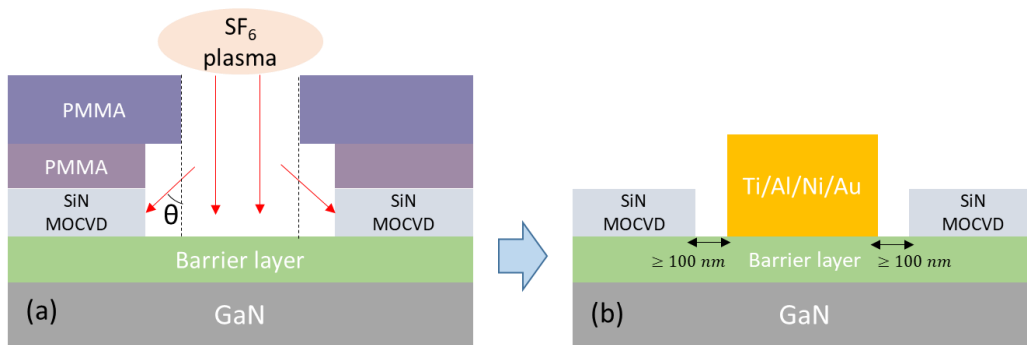 SF₆
plasma
PMMA
PMMA
SiN
MOCVD
θ
SiN
MOCVD
Barrier layer
(a)
GaN
Ti/Al/Ni/Au
SiN
MOCVD
SiN
MOCVD
≥ 100 nm
Barrier layer
≥ 100 nm
(b)
GaN